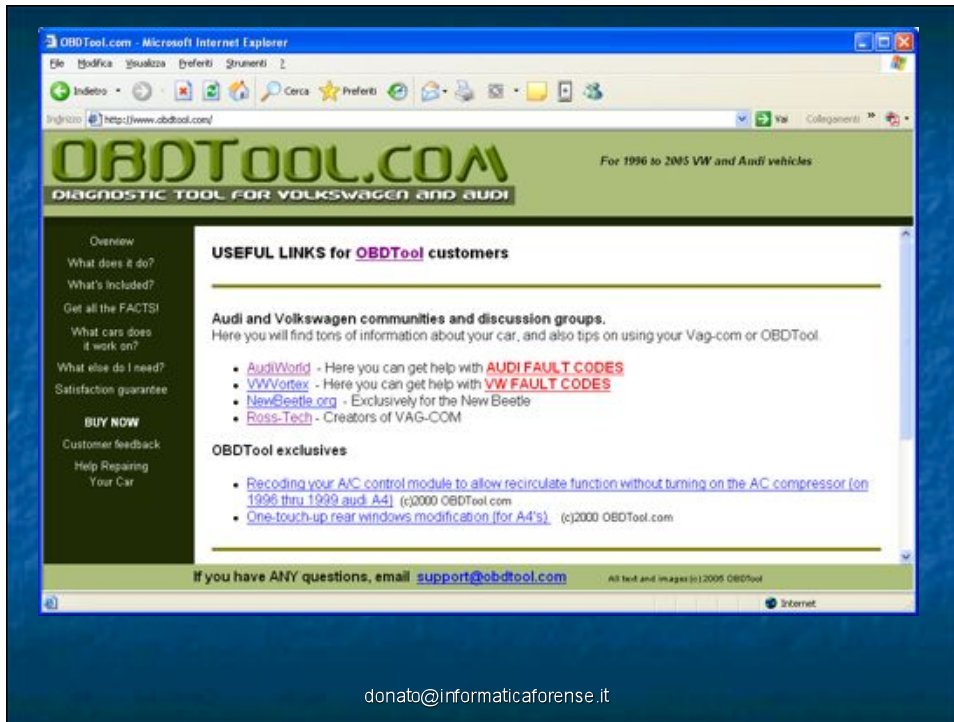 OBDTool.com - Microsoft Internet Explorer
File Modifica Visualizza Preferiti Strumenti ?
Indietro Cerca Preferiti
Indirizzo http://www.obdtool.com/ Vai Collegamenti »
OBDTOOL.COM
For 1996 to 2005 VW and Audi vehicles
DIAGNOSTIC TOOL FOR VOLKSWAGEN AND AUDI
Overview
What does it do?
What's Included?
Get all the FACTS!
What cars does
it work on?
What else do I need?
Satisfaction guarantee
BUY NOW
Customer feedback
Help Repairing
Your Car
USEFUL LINKS for OBDTool customers
Audi and Volkswagen communities and discussion groups.
Here you will find tons of information about your car, and also tips on using your Vag-com or OBDTool.
AudiWorld - Here you can get help with AUDI FAULT CODES
VWVortex - Here you can get help with VW FAULT CODES
NewBeetle.org - Exclusively for the New Beetle
Ross-Tech - Creators of VAG-COM
OBDTool exclusives
Recoding your A/C control module to allow recirculate function without turning on the AC compressor (on
1996 thru 1999 audi A4) (c)2000 OBDTool.com
One-touch-up rear windows modification (for A4's) (c)2000 OBDTool.com
If you have ANY questions, email support@obdtool.com All text and images (c) 2005 OBDTool
Internet
donato@informaticaforense.it